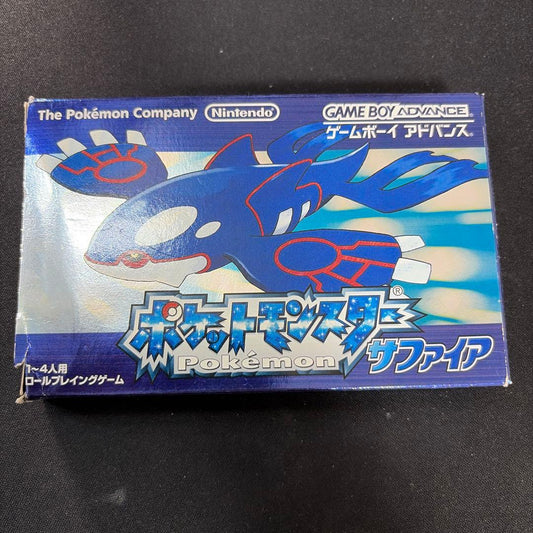 The Pokémon Company Nintendo®
GAME BOY ADVANCE™
ゲームボーイ アドバンス®
ポケットモンスター®
Pokémon
サファイア
1～4人用
ロールプレイングゲーム